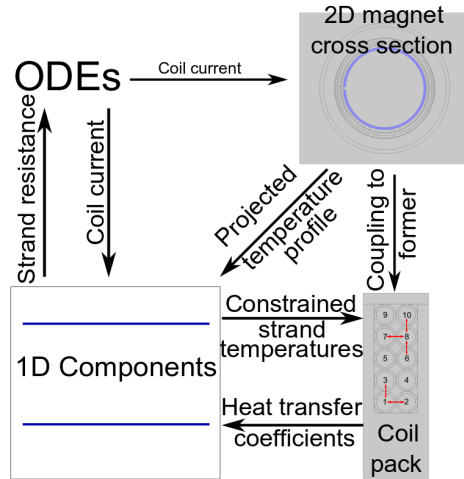 2D magnet
cross section
ODEs
Coil current
Strand resistance
Coil current
Projected
temperature
profile
Coupling to
former
1D Components
Constrained
strand
temperatures
Heat transfer
coefficients
9 10
7 8
5 6
3 4
1 2
Coil
pack